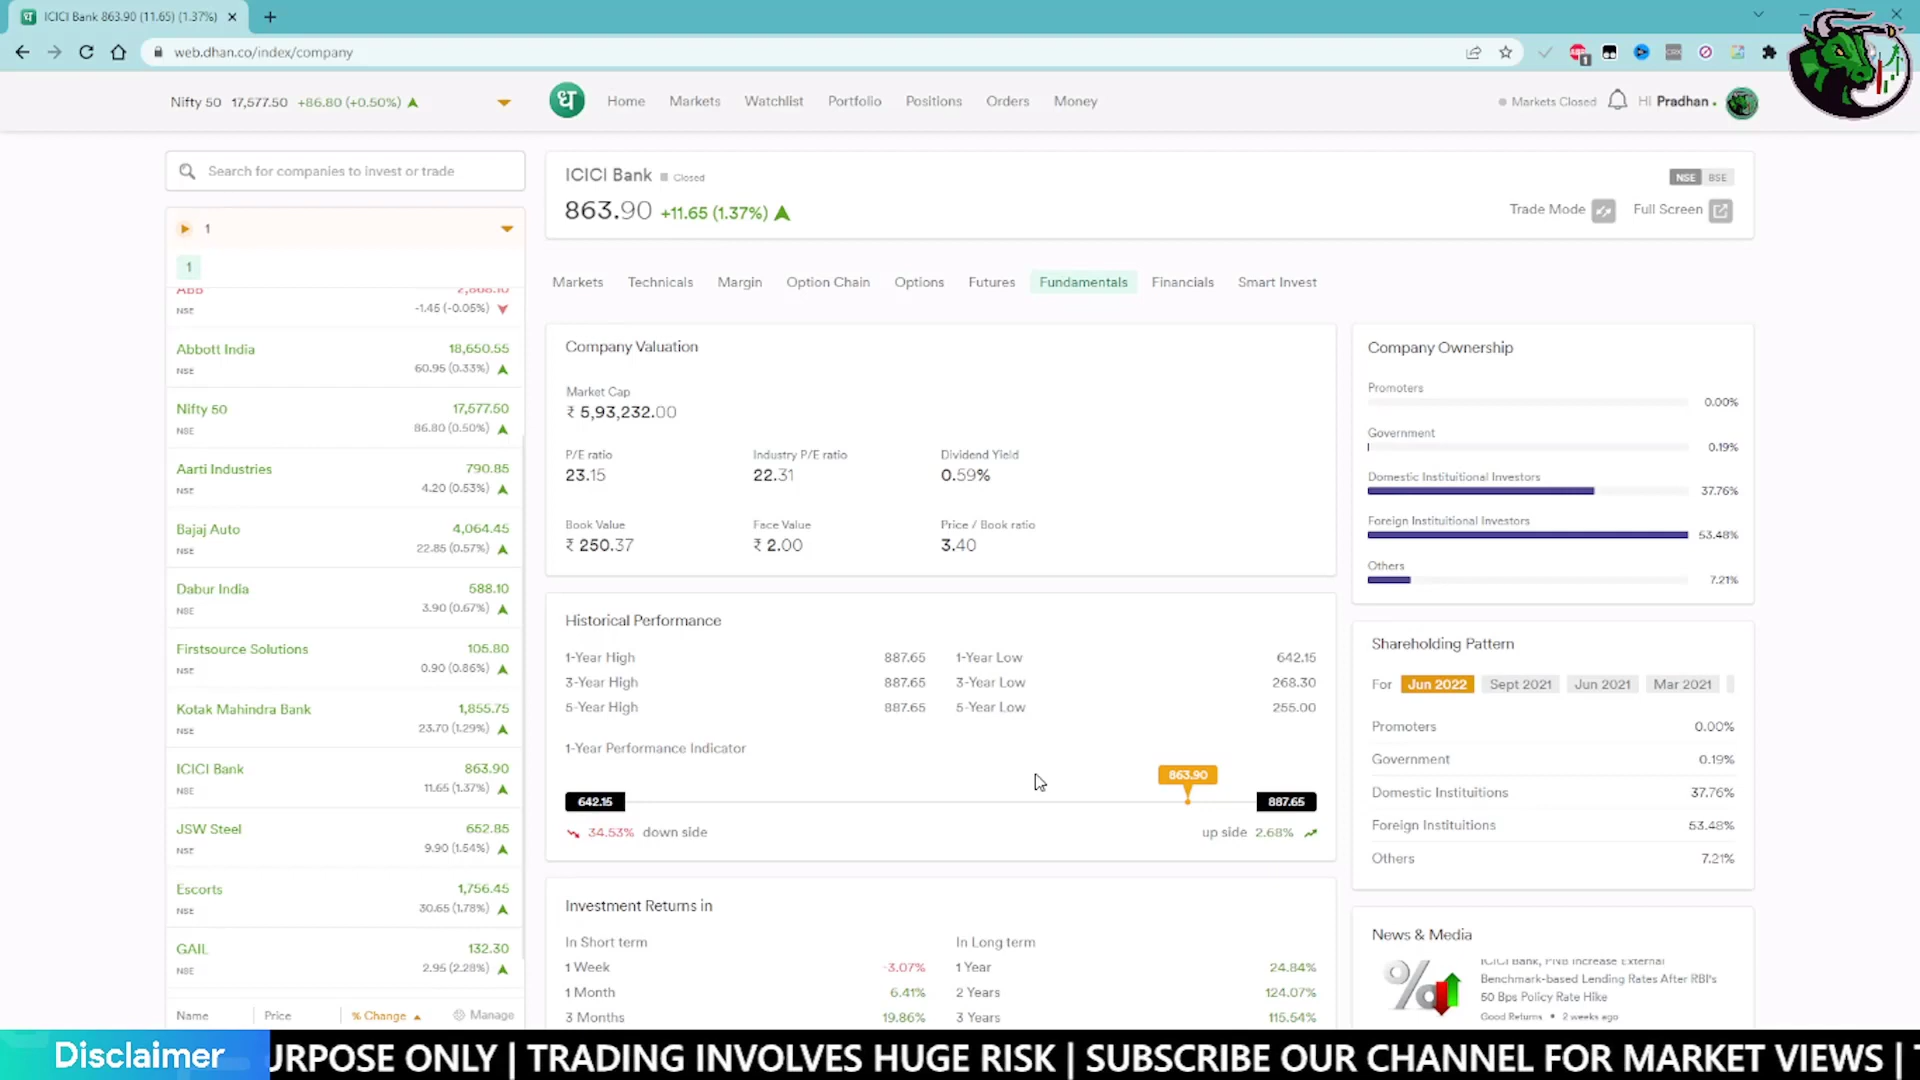 ICICI Bank 863.90 (11.65) (1.37%)
web.dhan.co/index/company
Nifty 50 17,577.50 +86.80 (+0.50%)
ध
Home Markets Watchlist Portfolio Positions Orders Money
Markets Closed
Hi Pradhan
Search for companies to invest or trade
1
1
ABB 2,868.10
NSE -1.45 (-0.05%)
Abbott India 18,650.55
NSE 60.95 (0.33%)
Nifty 50 17,577.50
NSE 86.80 (0.50%)
Aarti Industries 790.85
NSE 4.20 (0.53%)
Bajaj Auto 4,064.45
NSE 22.85 (0.57%)
Dabur India 588.10
NSE 3.90 (0.67%)
Firstsource Solutions 105.80
NSE 0.90 (0.86%)
Kotak Mahindra Bank 1,855.75
NSE 23.70 (1.29%)
ICICI Bank 863.90
NSE 11.65 (1.37%)
JSW Steel 652.85
NSE 9.90 (1.54%)
Escorts 1,756.45
NSE 30.65 (1.78%)
GAIL 132.30
NSE 2.95 (2.28%)
Name Price % Change Manage
ICICI Bank Closed
863.90 +11.65 (1.37%)
NSE BSE
Trade Mode Full Screen
Markets Technicals Margin Option Chain Options Futures Fundamentals Financials Smart Invest
Company Valuation
Market Cap
₹ 5,93,232.00
P/E ratio Industry P/E ratio Dividend Yield
23.15 22.31 0.59%
Book Value Face Value Price / Book ratio
₹ 250.37 ₹ 2.00 3.40
Historical Performance
1-Year High 887.65 1-Year Low 642.15
3-Year High 887.65 3-Year Low 268.30
5-Year High 887.65 5-Year Low 255.00
1-Year Performance Indicator
863.90
642.15 887.65
34.53% down side up side 2.68%
Investment Returns in
In Short term In Long term
1 Week -3.07% 1 Year 24.84%
1 Month 6.41% 2 Years 124.07%
3 Months 19.86% 3 Years 115.54%
Company Ownership
Promoters
0.00%
Government
0.19%
Domestic Instituitional Investors
37.76%
Foreign Instituitional Investors
53.48%
Others
7.21%
Shareholding Pattern
For Jun 2022 Sept 2021 Jun 2021 Mar 2021
Promoters 0.00%
Government 0.19%
Domestic Instituitions 37.76%
Foreign Instituitions 53.48%
Others 7.21%
News & Media
ICICI Bank, PNB Increase External
Benchmark-based Lending Rates After RBI's
50 Bps Policy Rate Hike
Good Returns • 2 weeks ago
Disclaimer
URPOSE ONLY | TRADING INVOLVES HUGE RISK | SUBSCRIBE OUR CHANNEL FOR MARKET VIEWS |